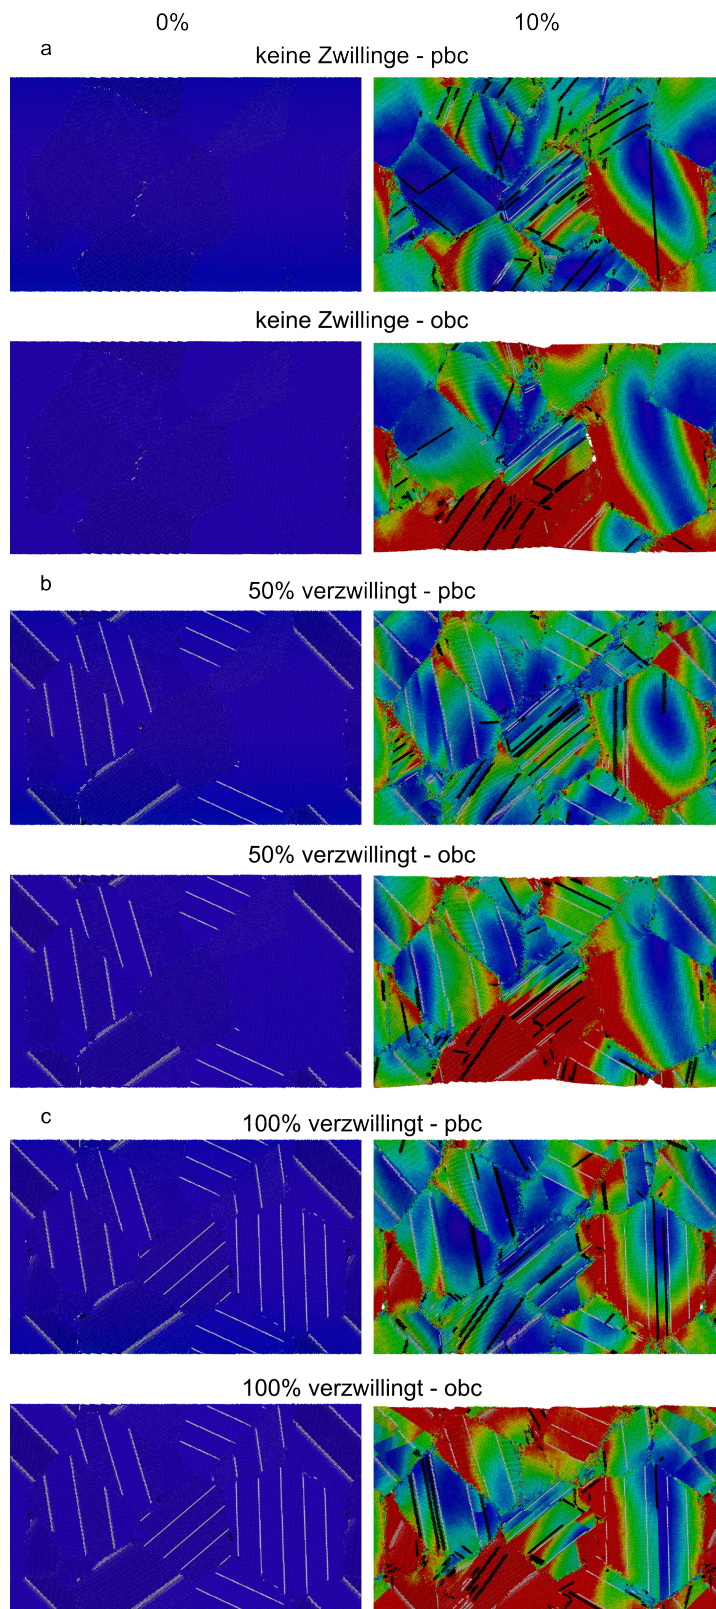 0% 10%
a
keine Zwillinge - pbc
keine Zwillinge - obc
b
50% verzwillingt - pbc
50% verzwillingt - obc
c
100% verzwillingt - pbc
100% verzwillingt - obc